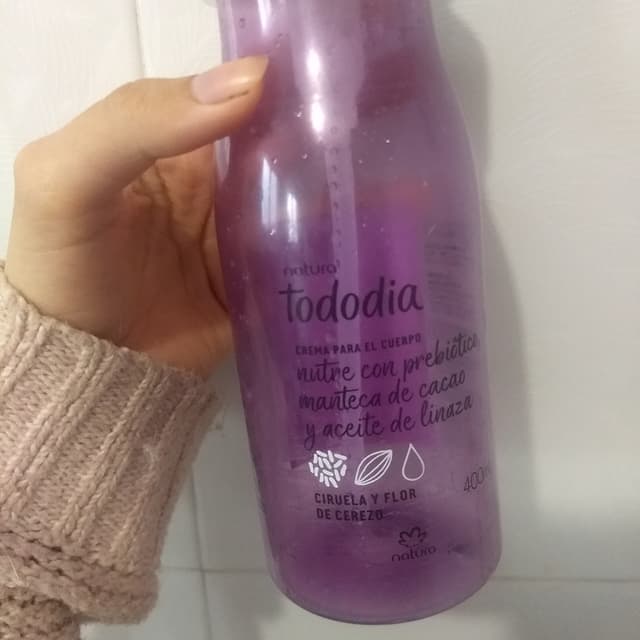 natura
tododia
CREMA PARA EL CUERPO
nutre con prebiótico,
manteca de cacao
y aceite de linaza
CIRUELA Y FLOR
DE CEREZO
natura